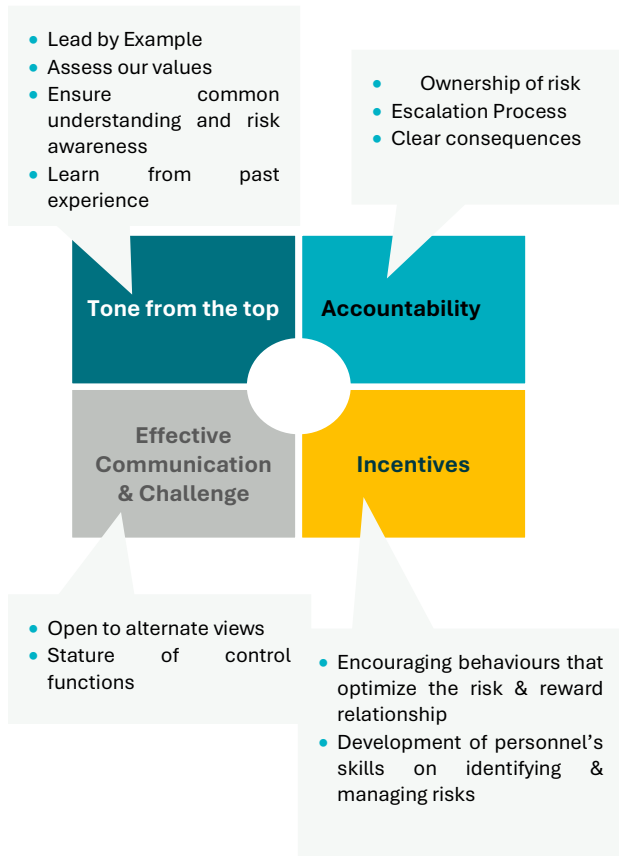 • Lead by Example
• Assess our values
• Ensure common
understanding and risk
awareness
• Learn from past
experience
• Ownership of risk
• Escalation Process
• Clear consequences
Tone from the top
Accountability
Effective
Communication
& Challenge
Incentives
• Open to alternate views
• Stature of control
functions
• Encouraging behaviours that
optimize the risk & reward
relationship
• Development of personnel’s
skills on identifying &
managing risks